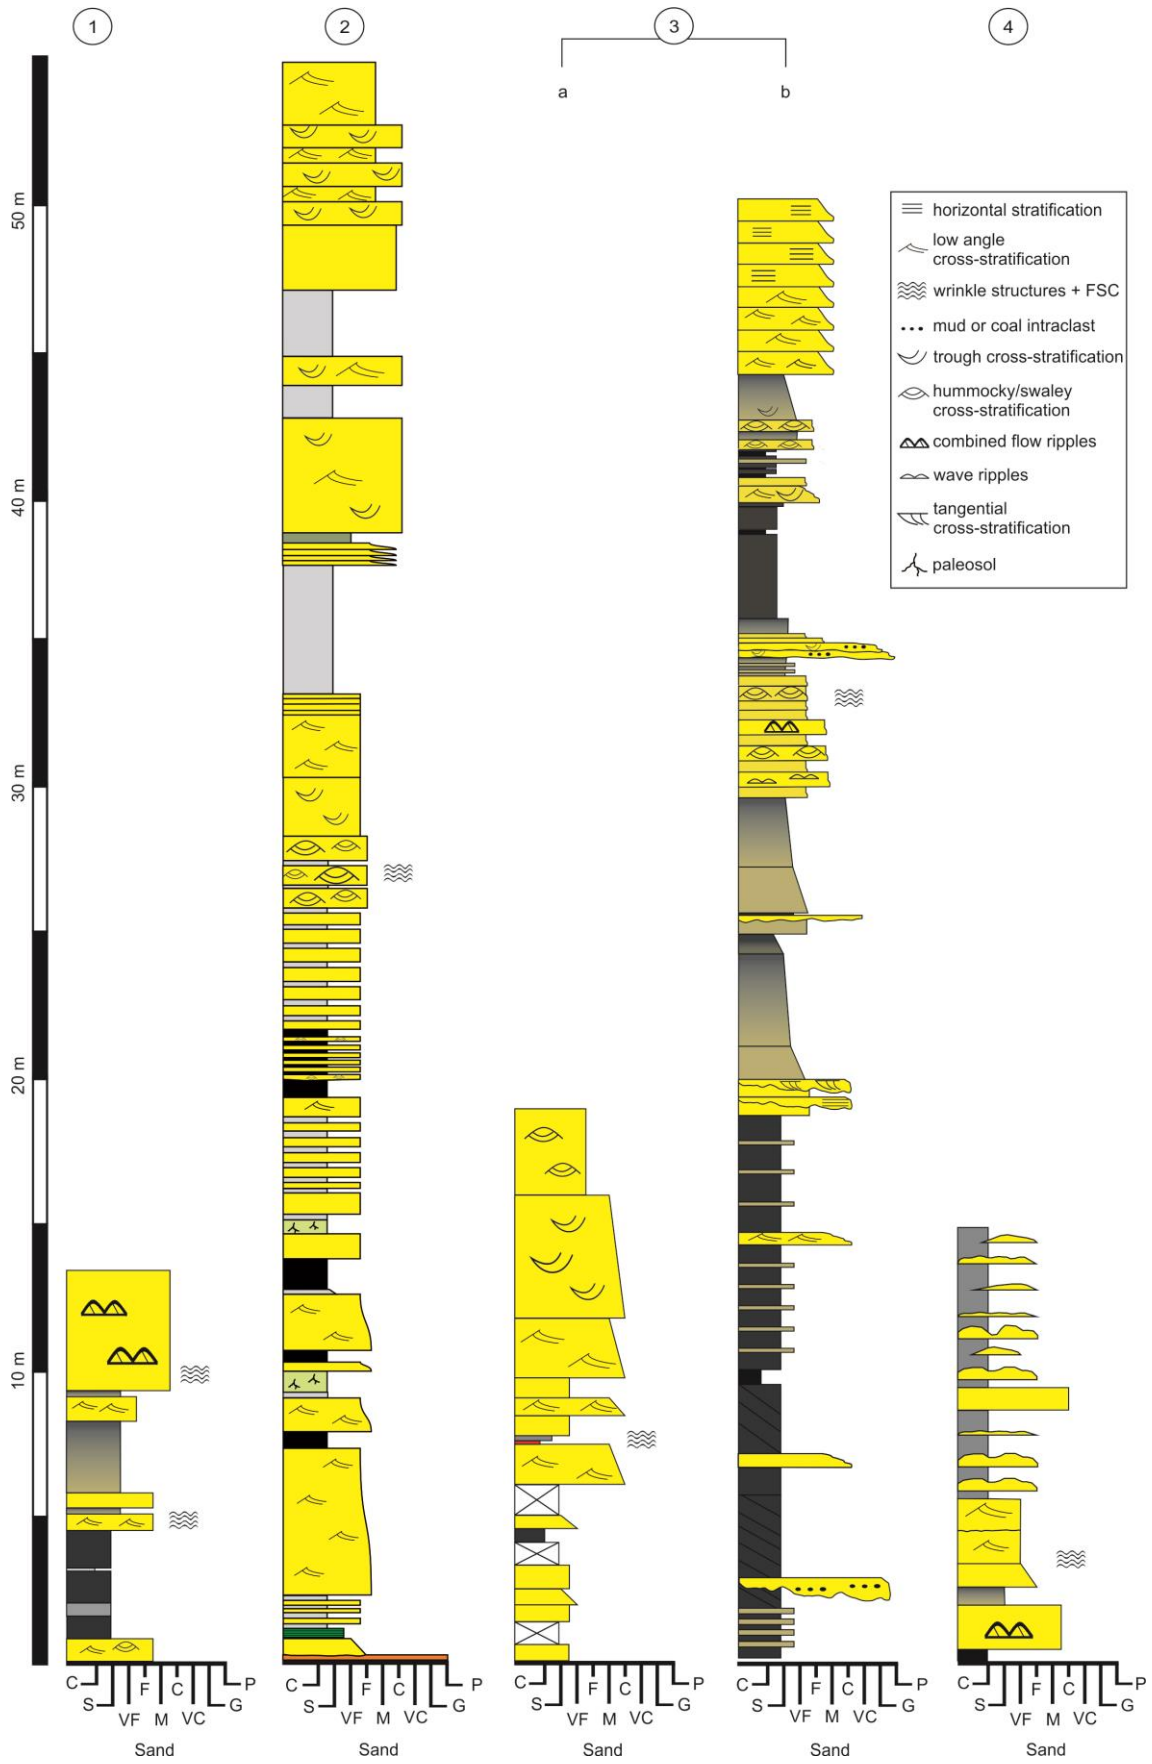 1
2
3
4
a
b
50 m
40 m
30 m
20 m
10 m
horizontal stratification
low angle
cross-stratification
wrinkle structures + FSC
mud or coal intraclast
trough cross-stratification
hummocky/swaley
cross-stratification
combined flow ripples
wave ripples
tangential
cross-stratification
paleosol
C F C P
S VF M VC G
Sand
C F C P
S VF M VC G
Sand
C F C P
S VF M VC G
Sand
C F C P
S VF M VC G
Sand
C F C P
S VF M VC G
Sand